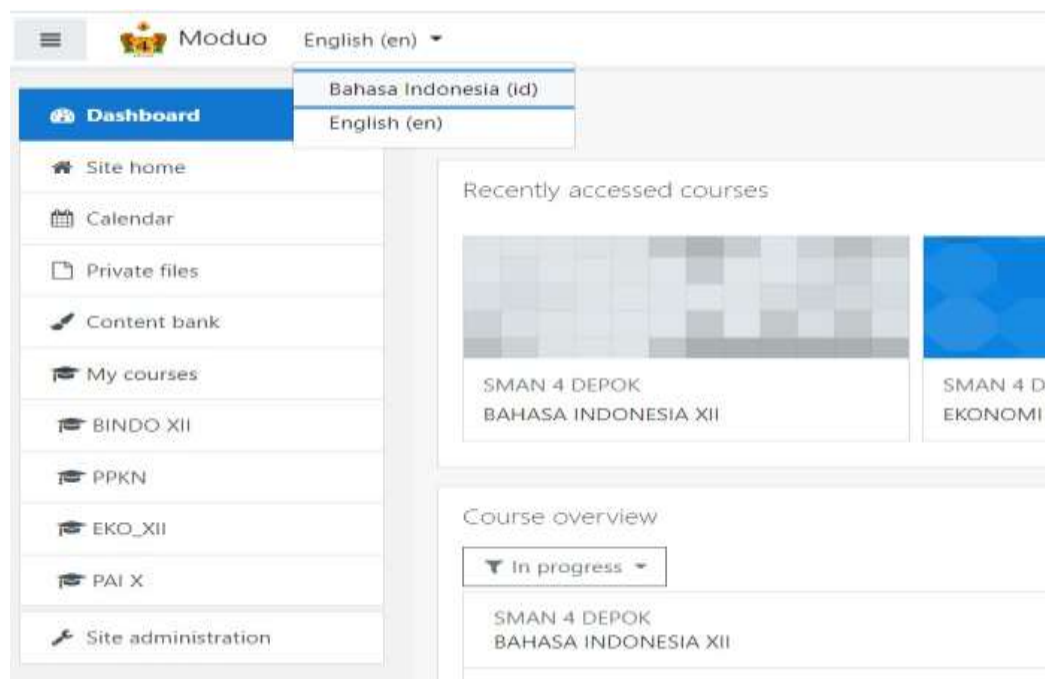 Moduo English (en)
Bahasa Indonesia (id)
English (en)
Dashboard
Site home
Calendar
Private files
Content bank
My courses
BINDO XII
PPKN
EKO_XII
PAI X
Site administration
Recently accessed courses
SMAN 4 DEPOK
BAHASA INDONESIA XII
SMAN 4 D
EKONOMI
Course overview
In progress
SMAN 4 DEPOK
BAHASA INDONESIA XII